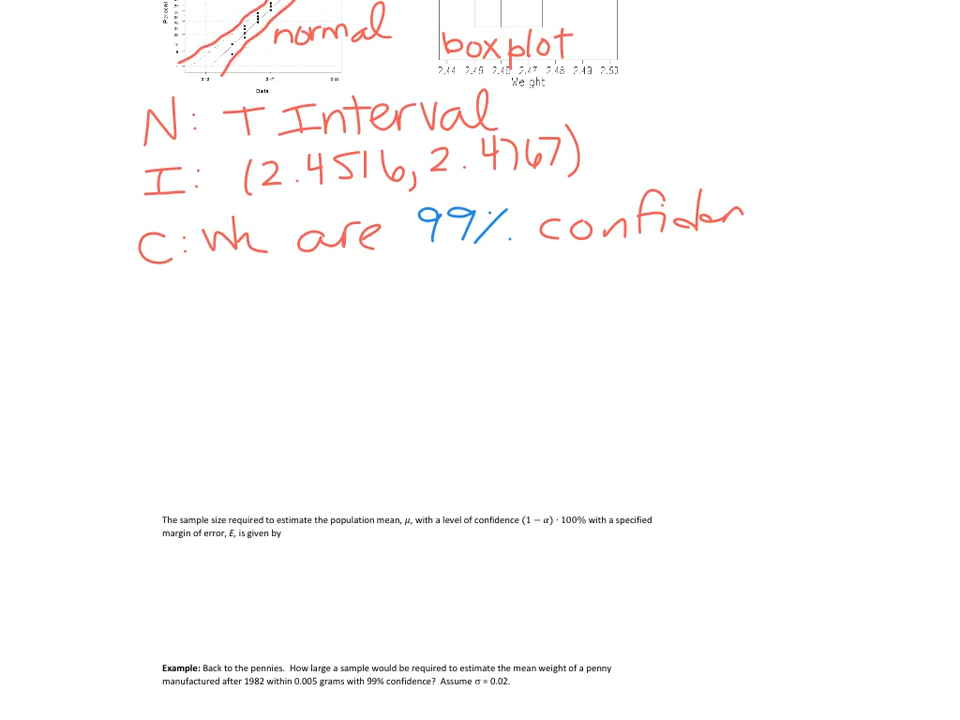 normal
boxplot
2.44 2.45 2.46 2.47 2.48 2.49 2.50
Weight
Data
N: T Interval
I: (2.4516, 2.4767)
C: We are 99% confiden
The sample size required to estimate the population mean, μ, with a level of confidence (1 − α) · 100% with a specified
margin of error, E, is given by
Example: Back to the pennies. How large a sample would be required to estimate the mean weight of a penny
manufactured after 1982 within 0.005 grams with 99% confidence? Assume σ = 0.02.